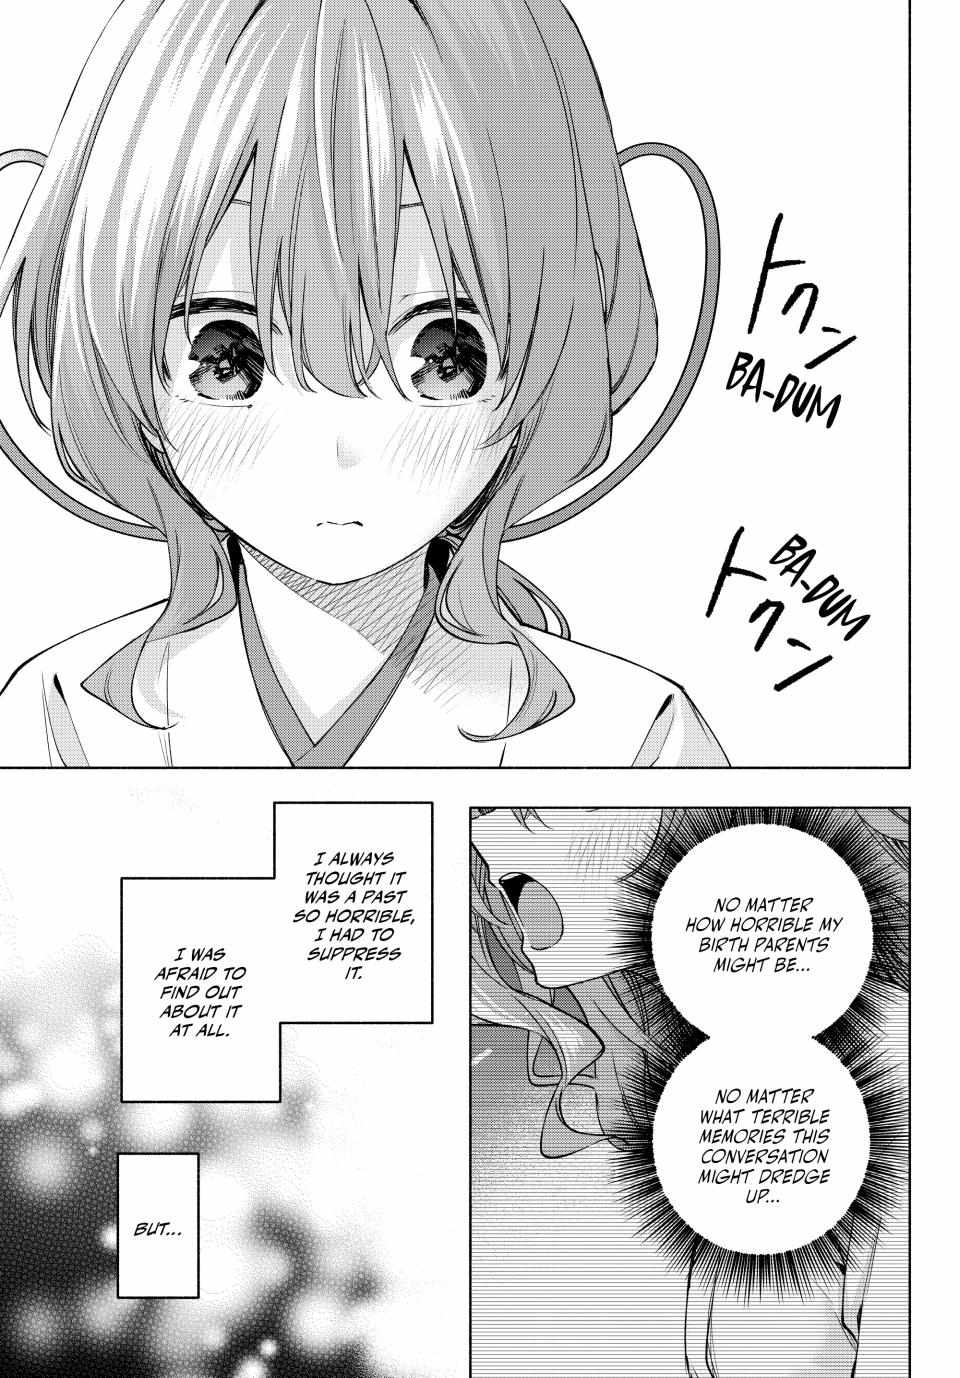 トクン
BA-DUM
BA-DUM
トクン
NO MATTER
HOW HORRIBLE MY
BIRTH PARENTS
MIGHT BE...
NO MATTER
WHAT TERRIBLE
MEMORIES THIS
CONVERSATION
MIGHT DREDGE
UP...
I ALWAYS
THOUGHT IT
WAS A PAST
SO HORRIBLE,
I HAD TO
SUPPRESS
IT.
I WAS
AFRAID TO
FIND OUT
ABOUT IT
AT ALL.
BUT...